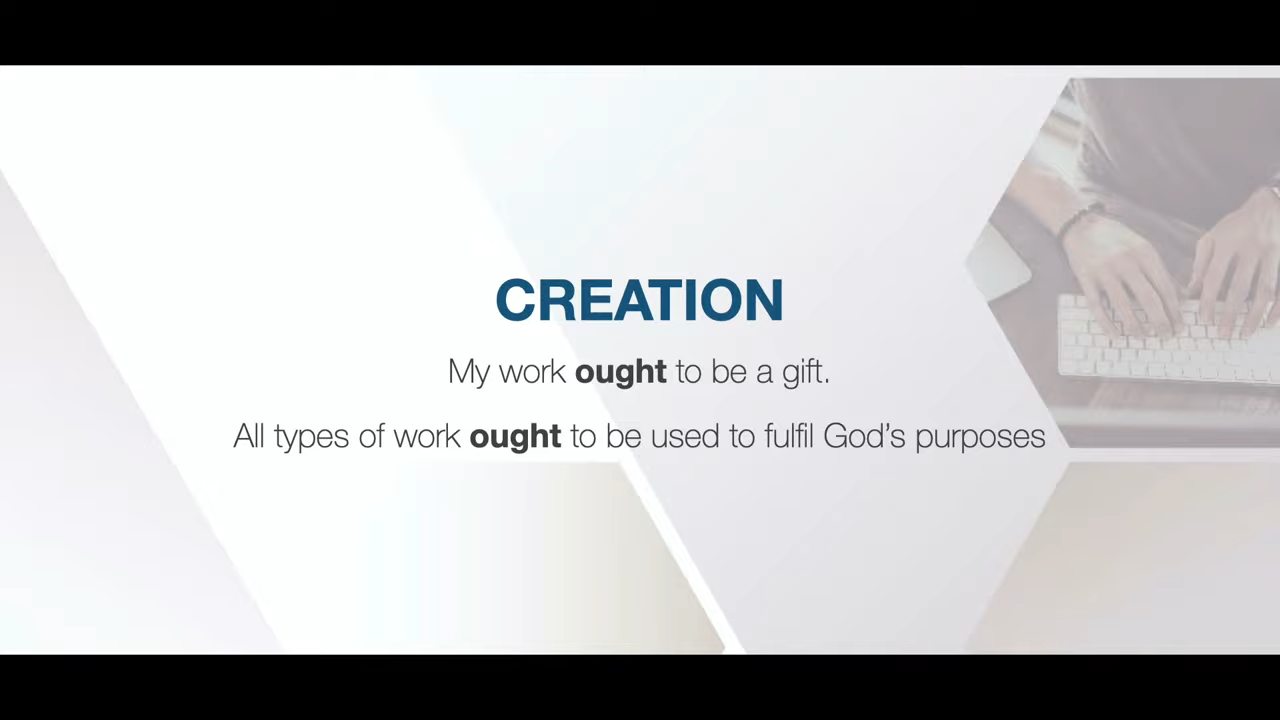 CREATION
My work ought to be a gift.
All types of work ought to be used to fulfil God's purposes